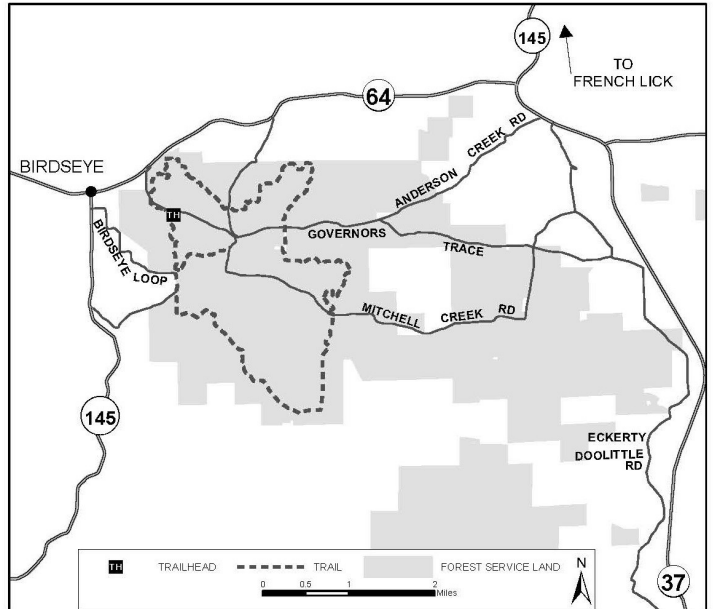 145
TO
FRENCH LICK
64
BIRDSEYE
ANDERSON CREEK RD
TH
GOVERNORS TRACE
BIRDSEYE LOOP
MITCHELL CREEK RD
145
ECKERTY
DOOLITTLE
RD
TH TRAILHEAD TRAIL FOREST SERVICE LAND N
0 0.5 1 2
Miles
37